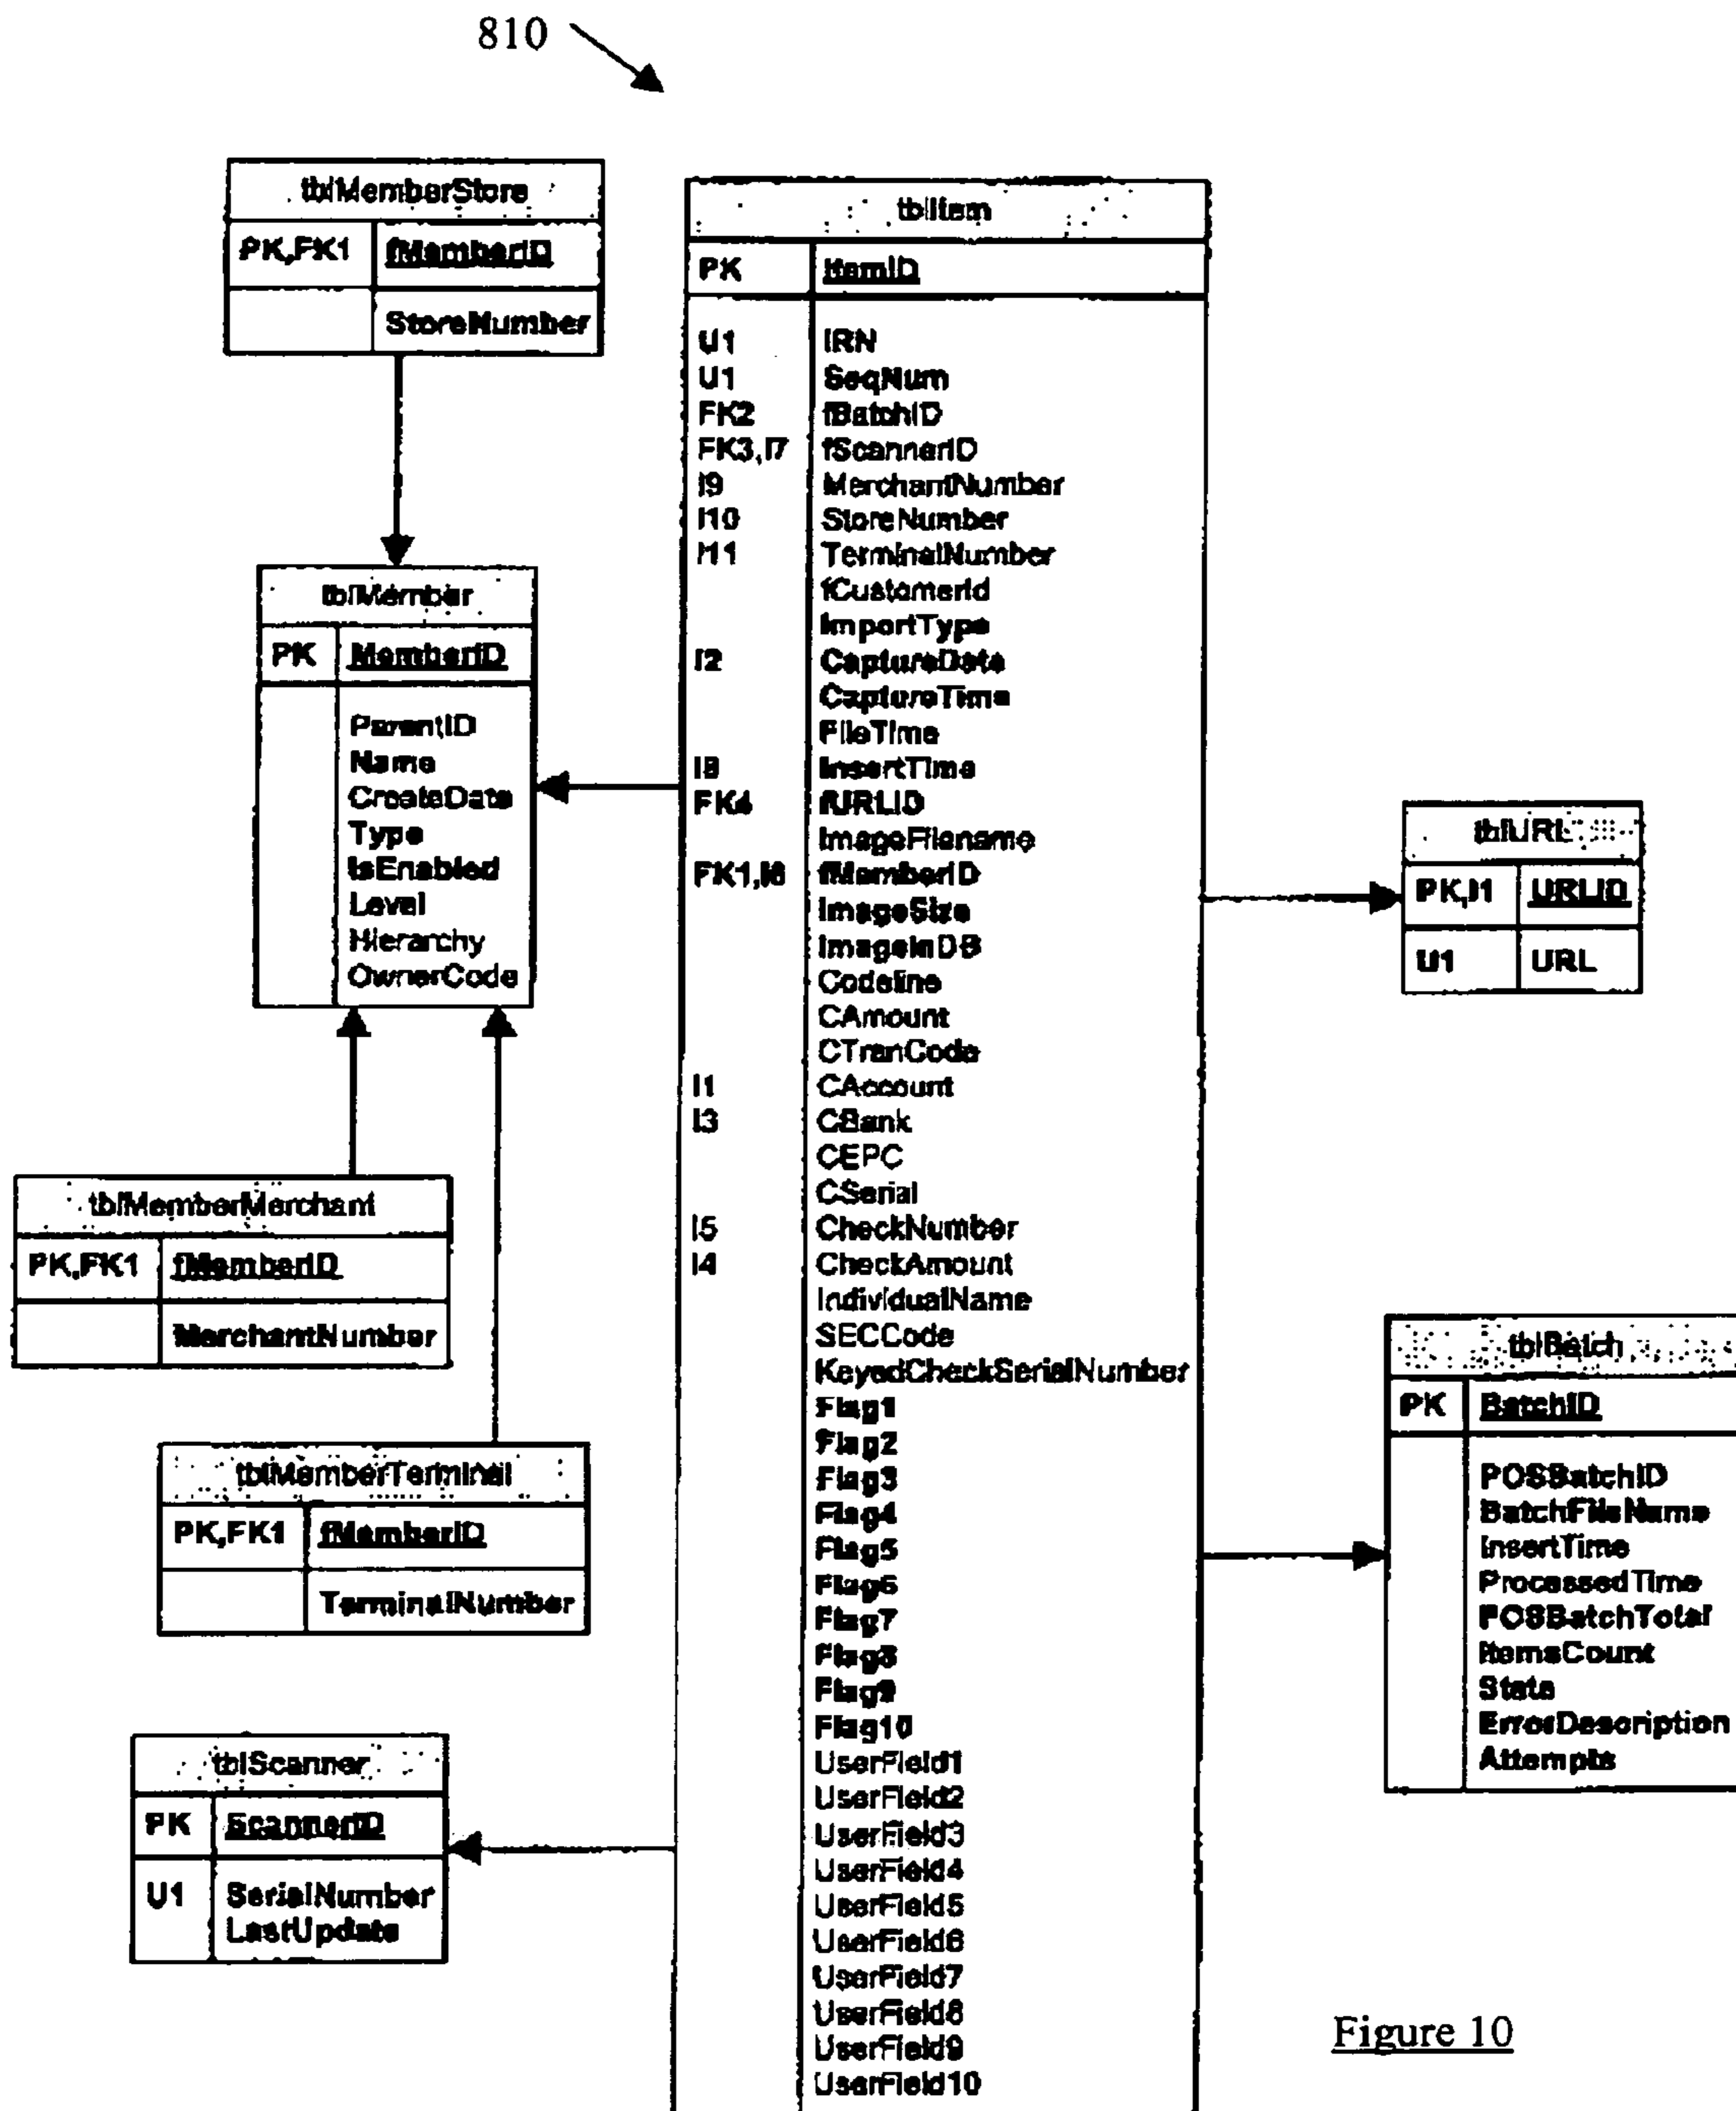 810
tblMemberStore
PK,FK1 fMemberID
StoreNumber
tblMember
PK MemberID
ParentID
Name
CreateDate
Type
IsEnabled
Level
Hierarchy
OwnerCode
tblMemberMerchant
PK,FK1 fMemberID
MerchantNumber
tblMemberTerminal
PK,FK1 fMemberID
TerminalNumber
tblScanner
PK ScannerID
U1 SerialNumber
LastUpdate
tblItem
PK ItemID
U1 IRN
U1 SeqNum
FK2 fBatchID
FK3,I7 fScannerID
I9 MerchantNumber
I10 StoreNumber
I11 TerminalNumber
fCustomerId
ImportType
I2 CaptureDate
CaptureTime
FileTime
I8 InsertTime
FK4 fURLID
ImageFilename
FK1,I6 fMemberID
ImageSize
ImageInDB
Codeline
CAmount
CTranCode
I1 CAccount
I3 CBank
CEPC
CSerial
I5 CheckNumber
I4 CheckAmount
IndividualName
SECCode
KeyedCheckSerialNumber
Flag1
Flag2
Flag3
Flag4
Flag5
Flag6
Flag7
Flag8
Flag9
Flag10
UserField1
UserField2
UserField3
UserField4
UserField5
UserField6
UserField7
UserField8
UserField9
UserField10
tblURL
PK,I1 URLID
U1 URL
tblBatch
PK BatchID
POSBatchID
BatchFileName
InsertTime
ProcessedTime
POSBatchTotal
ItemsCount
State
ErrorDescription
Attempts
Figure 10